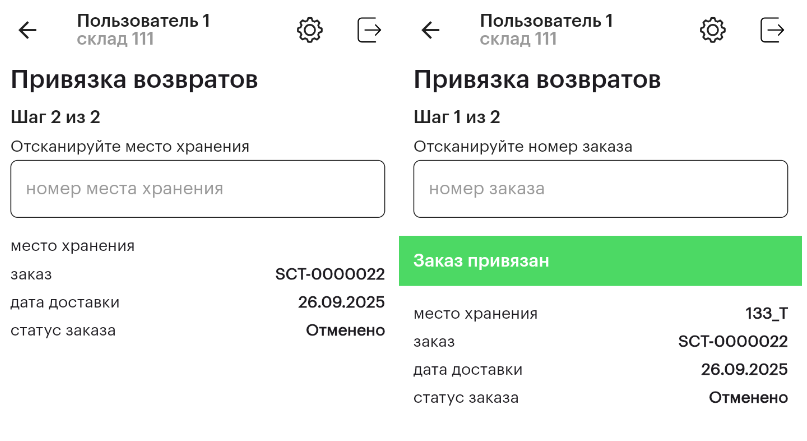 Пользователь 1
склад 111
Привязка возвратов
Шаг 2 из 2
Отсканируйте место хранения
номер места хранения
место хранения
заказ SCT-0000022
дата доставки 26.09.2025
статус заказа Отменено
Пользователь 1
склад 111
Привязка возвратов
Шаг 1 из 2
Отсканируйте номер заказа
номер заказа
Заказ привязан
место хранения 133_T
заказ SCT-0000022
дата доставки 26.09.2025
статус заказа Отменено